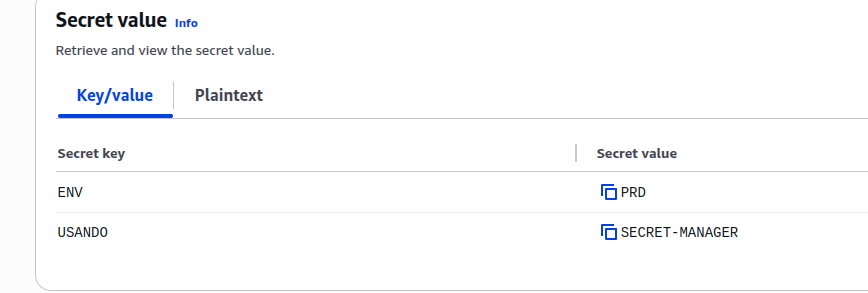 Secret value Info
Retrieve and view the secret value.
Key/value Plaintext
Secret key Secret value
ENV PRD
USANDO SECRET-MANAGER